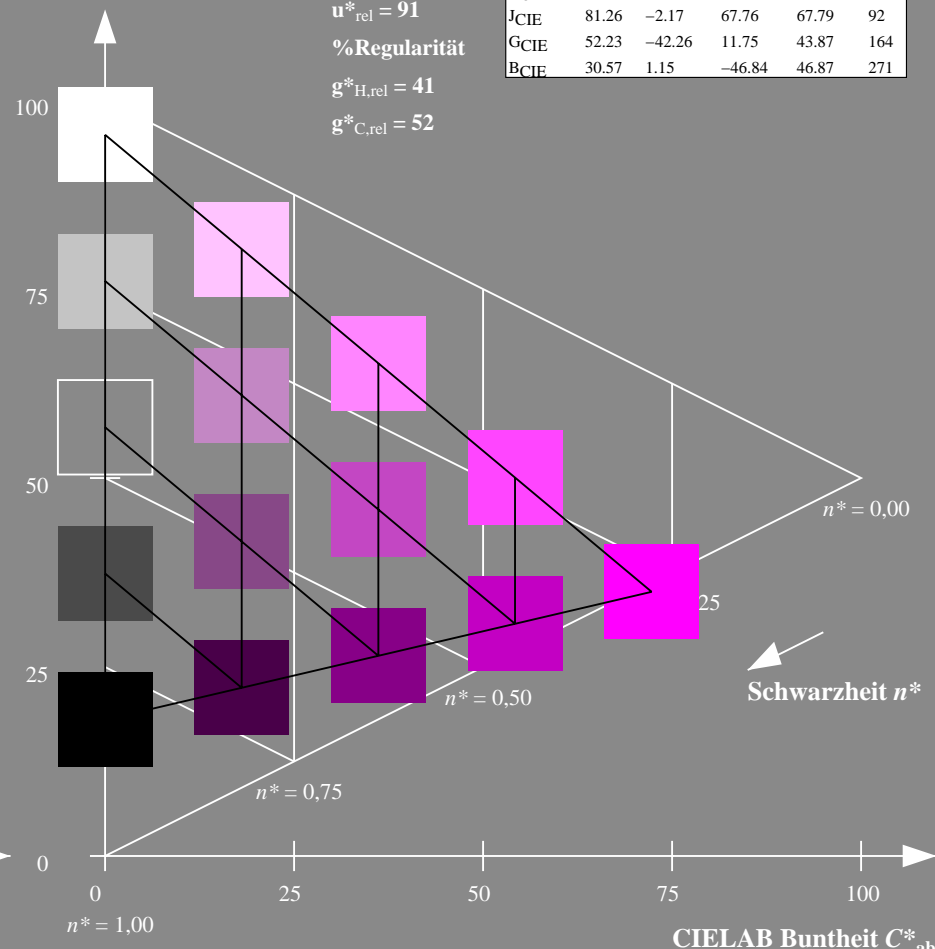 u*rel = 91
%Regularität
g*H,rel = 41
g*C,rel = 52
JCIE 81.26 −2.17 67.76 67.79 92
GCIE 52.23 −42.26 11.75 43.87 164
BCIE 30.57 1.15 −46.84 46.87 271
100
75
50
n* = 0,00
25
Schwarzheit n*
25
n* = 0,50
n* = 0,75
0
0 25 50 75 100
n* = 1,00
CIELAB Buntheit C*ab